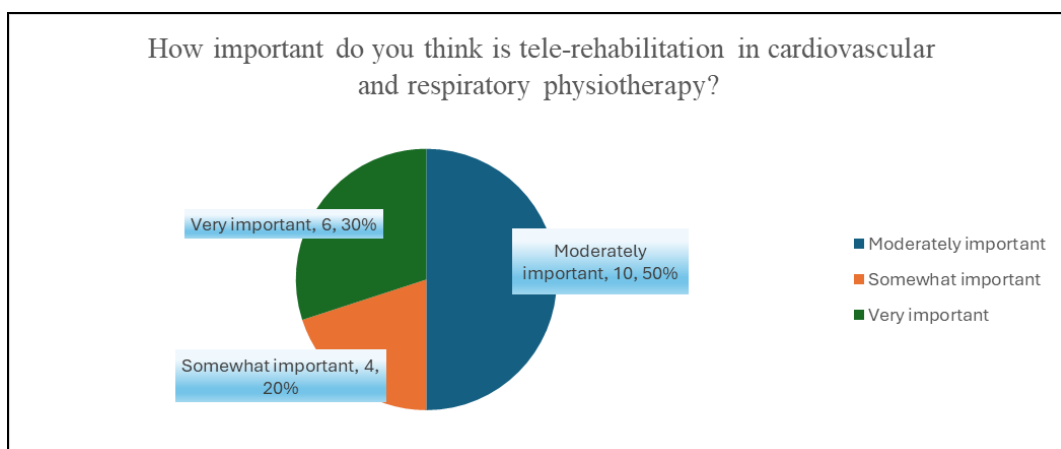 How important do you think is tele-rehabilitation in cardiovascular
and respiratory physiotherapy?
Very important, 6, 30%
Moderately
important, 10, 50%
Somewhat important, 4,
20%
Moderately important
Somewhat important
Very important